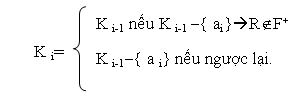 K i-1 nếu K i-1 –{ ai}→R∉F+
K i=
K i-1–{ a i} nếu ngược lại.